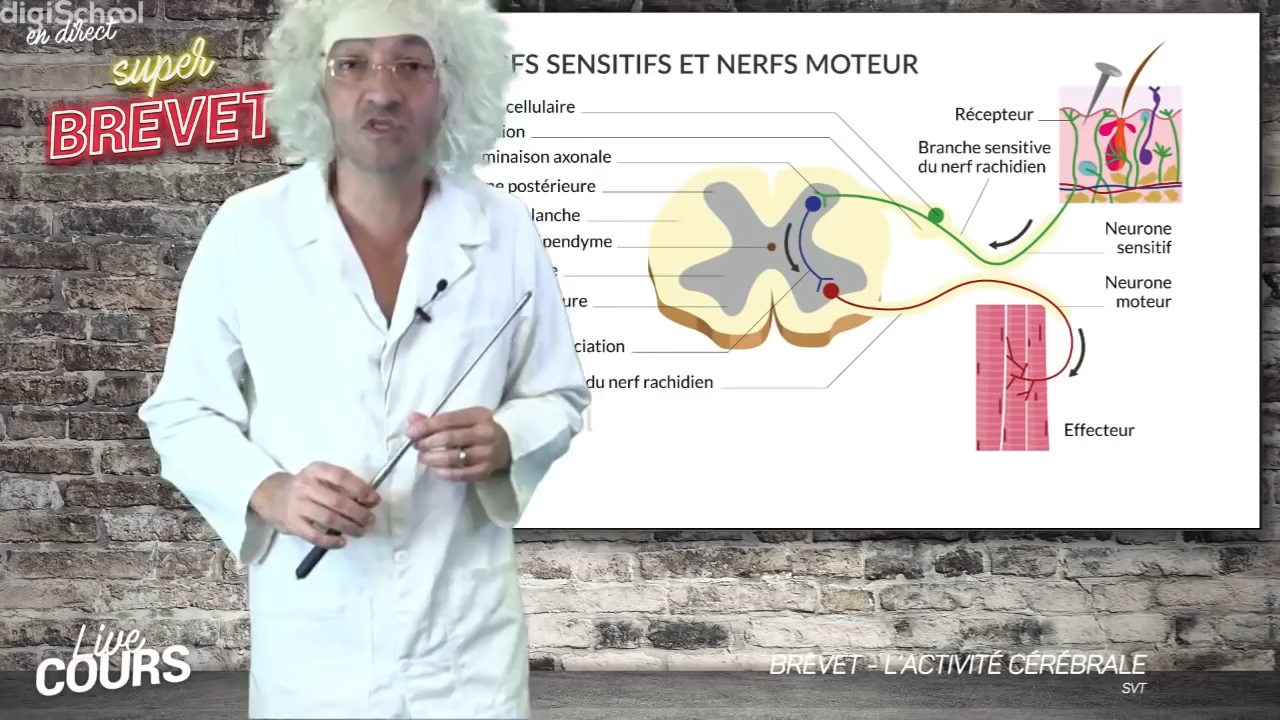 digiSchool
en direct
super
BREVET
FS SENSITIFS ET NERFS MOTEUR
cellulaire
ion
minaison axonale
ne postérieure
lanche
pendyme
e
ure
ciation
du nerf rachidien
Récepteur
Branche sensitive
du nerf rachidien
Neurone
sensitif
Neurone
moteur
Effecteur
Live
COURS
BREVET - L'ACTIVITÉ CÉRÉBRALE
SVT